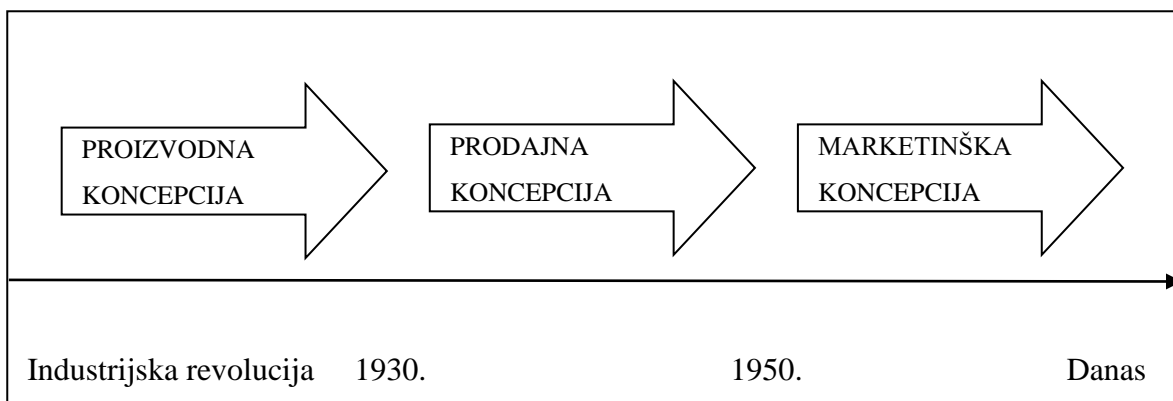 PROIZVODNA
KONCEPCIJA
PRODAJNA
KONCEPCIJA
MARKETINŠKA
KONCEPCIJA
Industrijska revolucija 1930. 1950. Danas